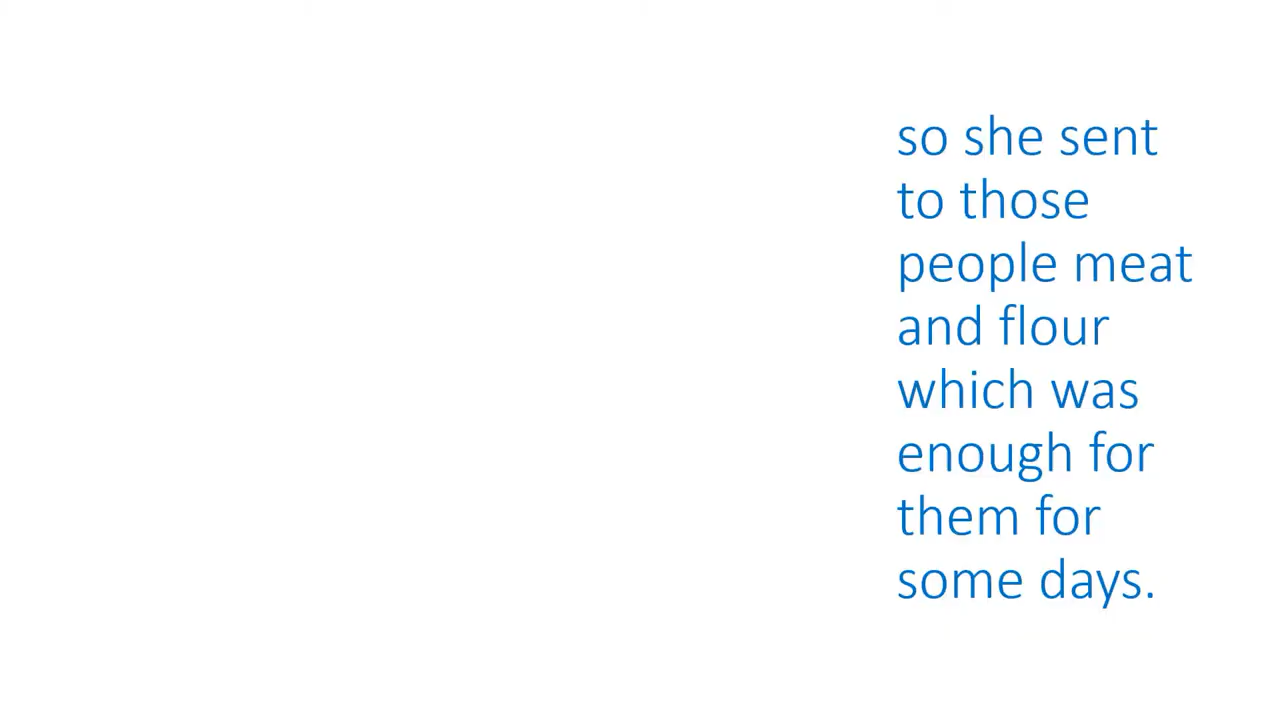 so she sent
to those
people meat
and flour
which was
enough for
them for
some days.